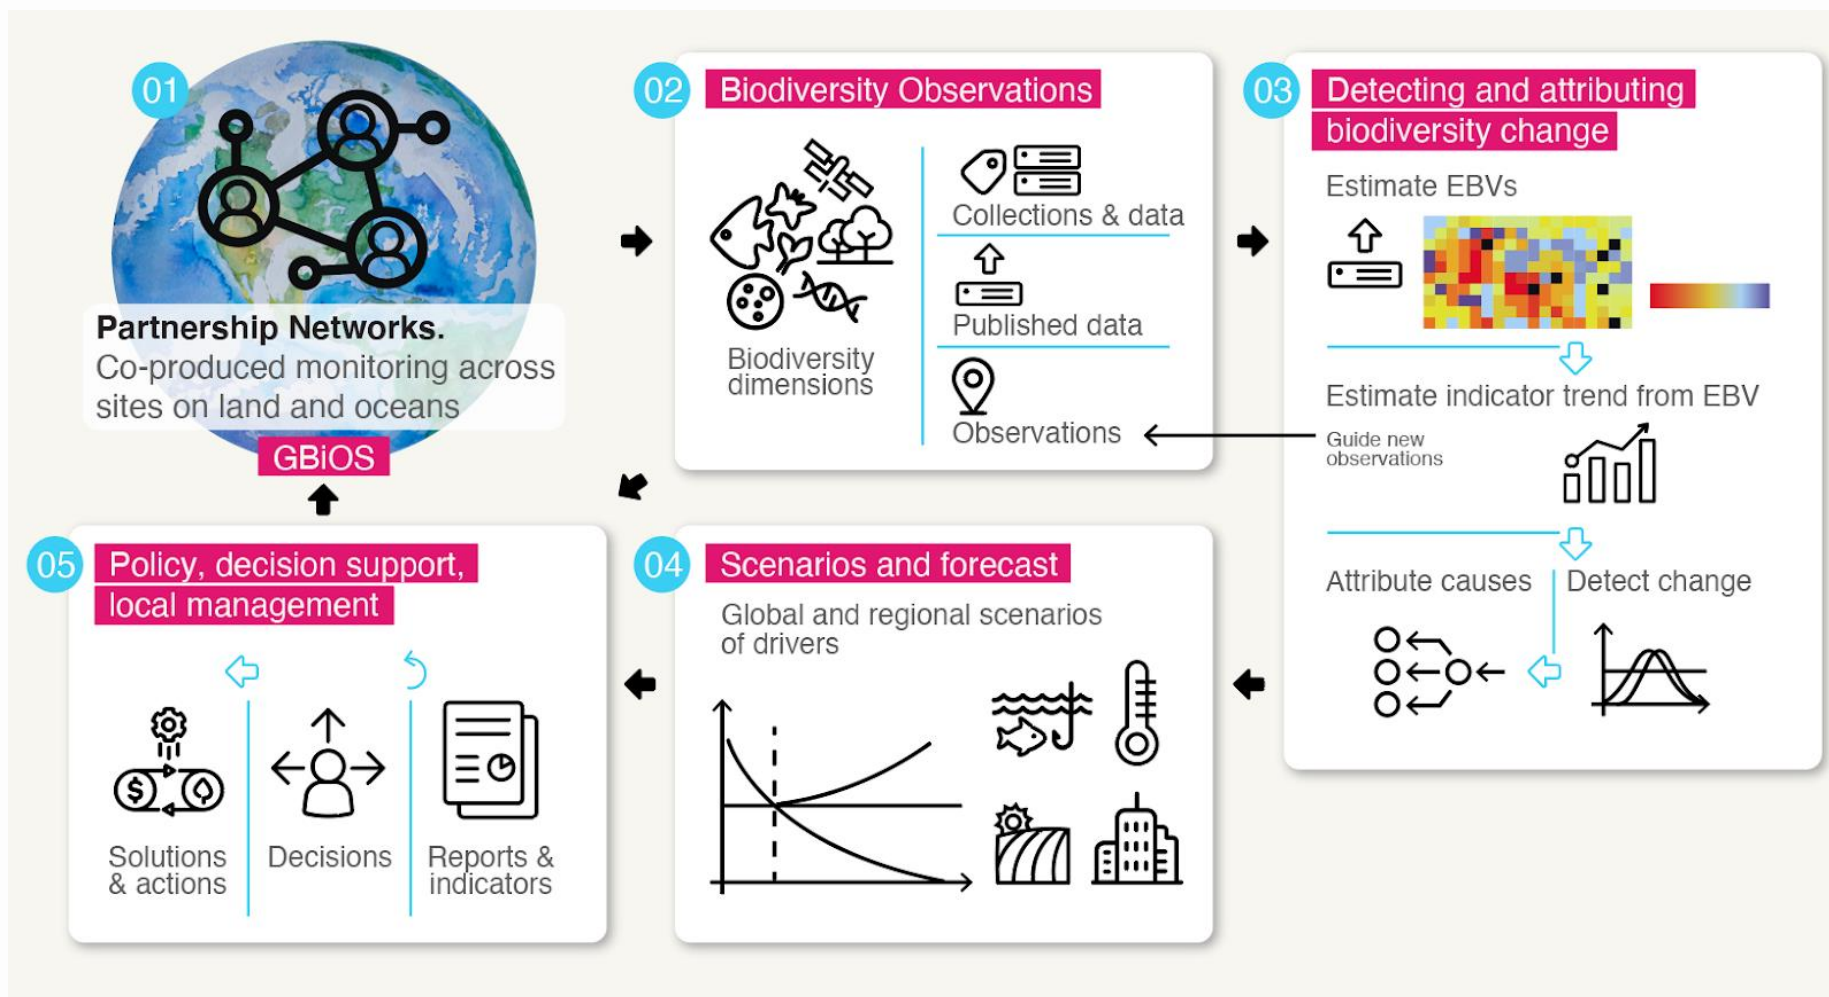 01
Partnership Networks.
Co-produced monitoring across
sites on land and oceans
GBiOS
02
Biodiversity Observations
Biodiversity
dimensions
Collections & data
Published data
Observations
03
Detecting and attributing
biodiversity change
Estimate EBVs
Estimate indicator trend from EBV
Guide new
observations
Attribute causes
Detect change
04
Scenarios and forecast
Global and regional scenarios
of drivers
05
Policy, decision support,
local management
$
Solutions
& actions
Decisions
Reports &
indicators